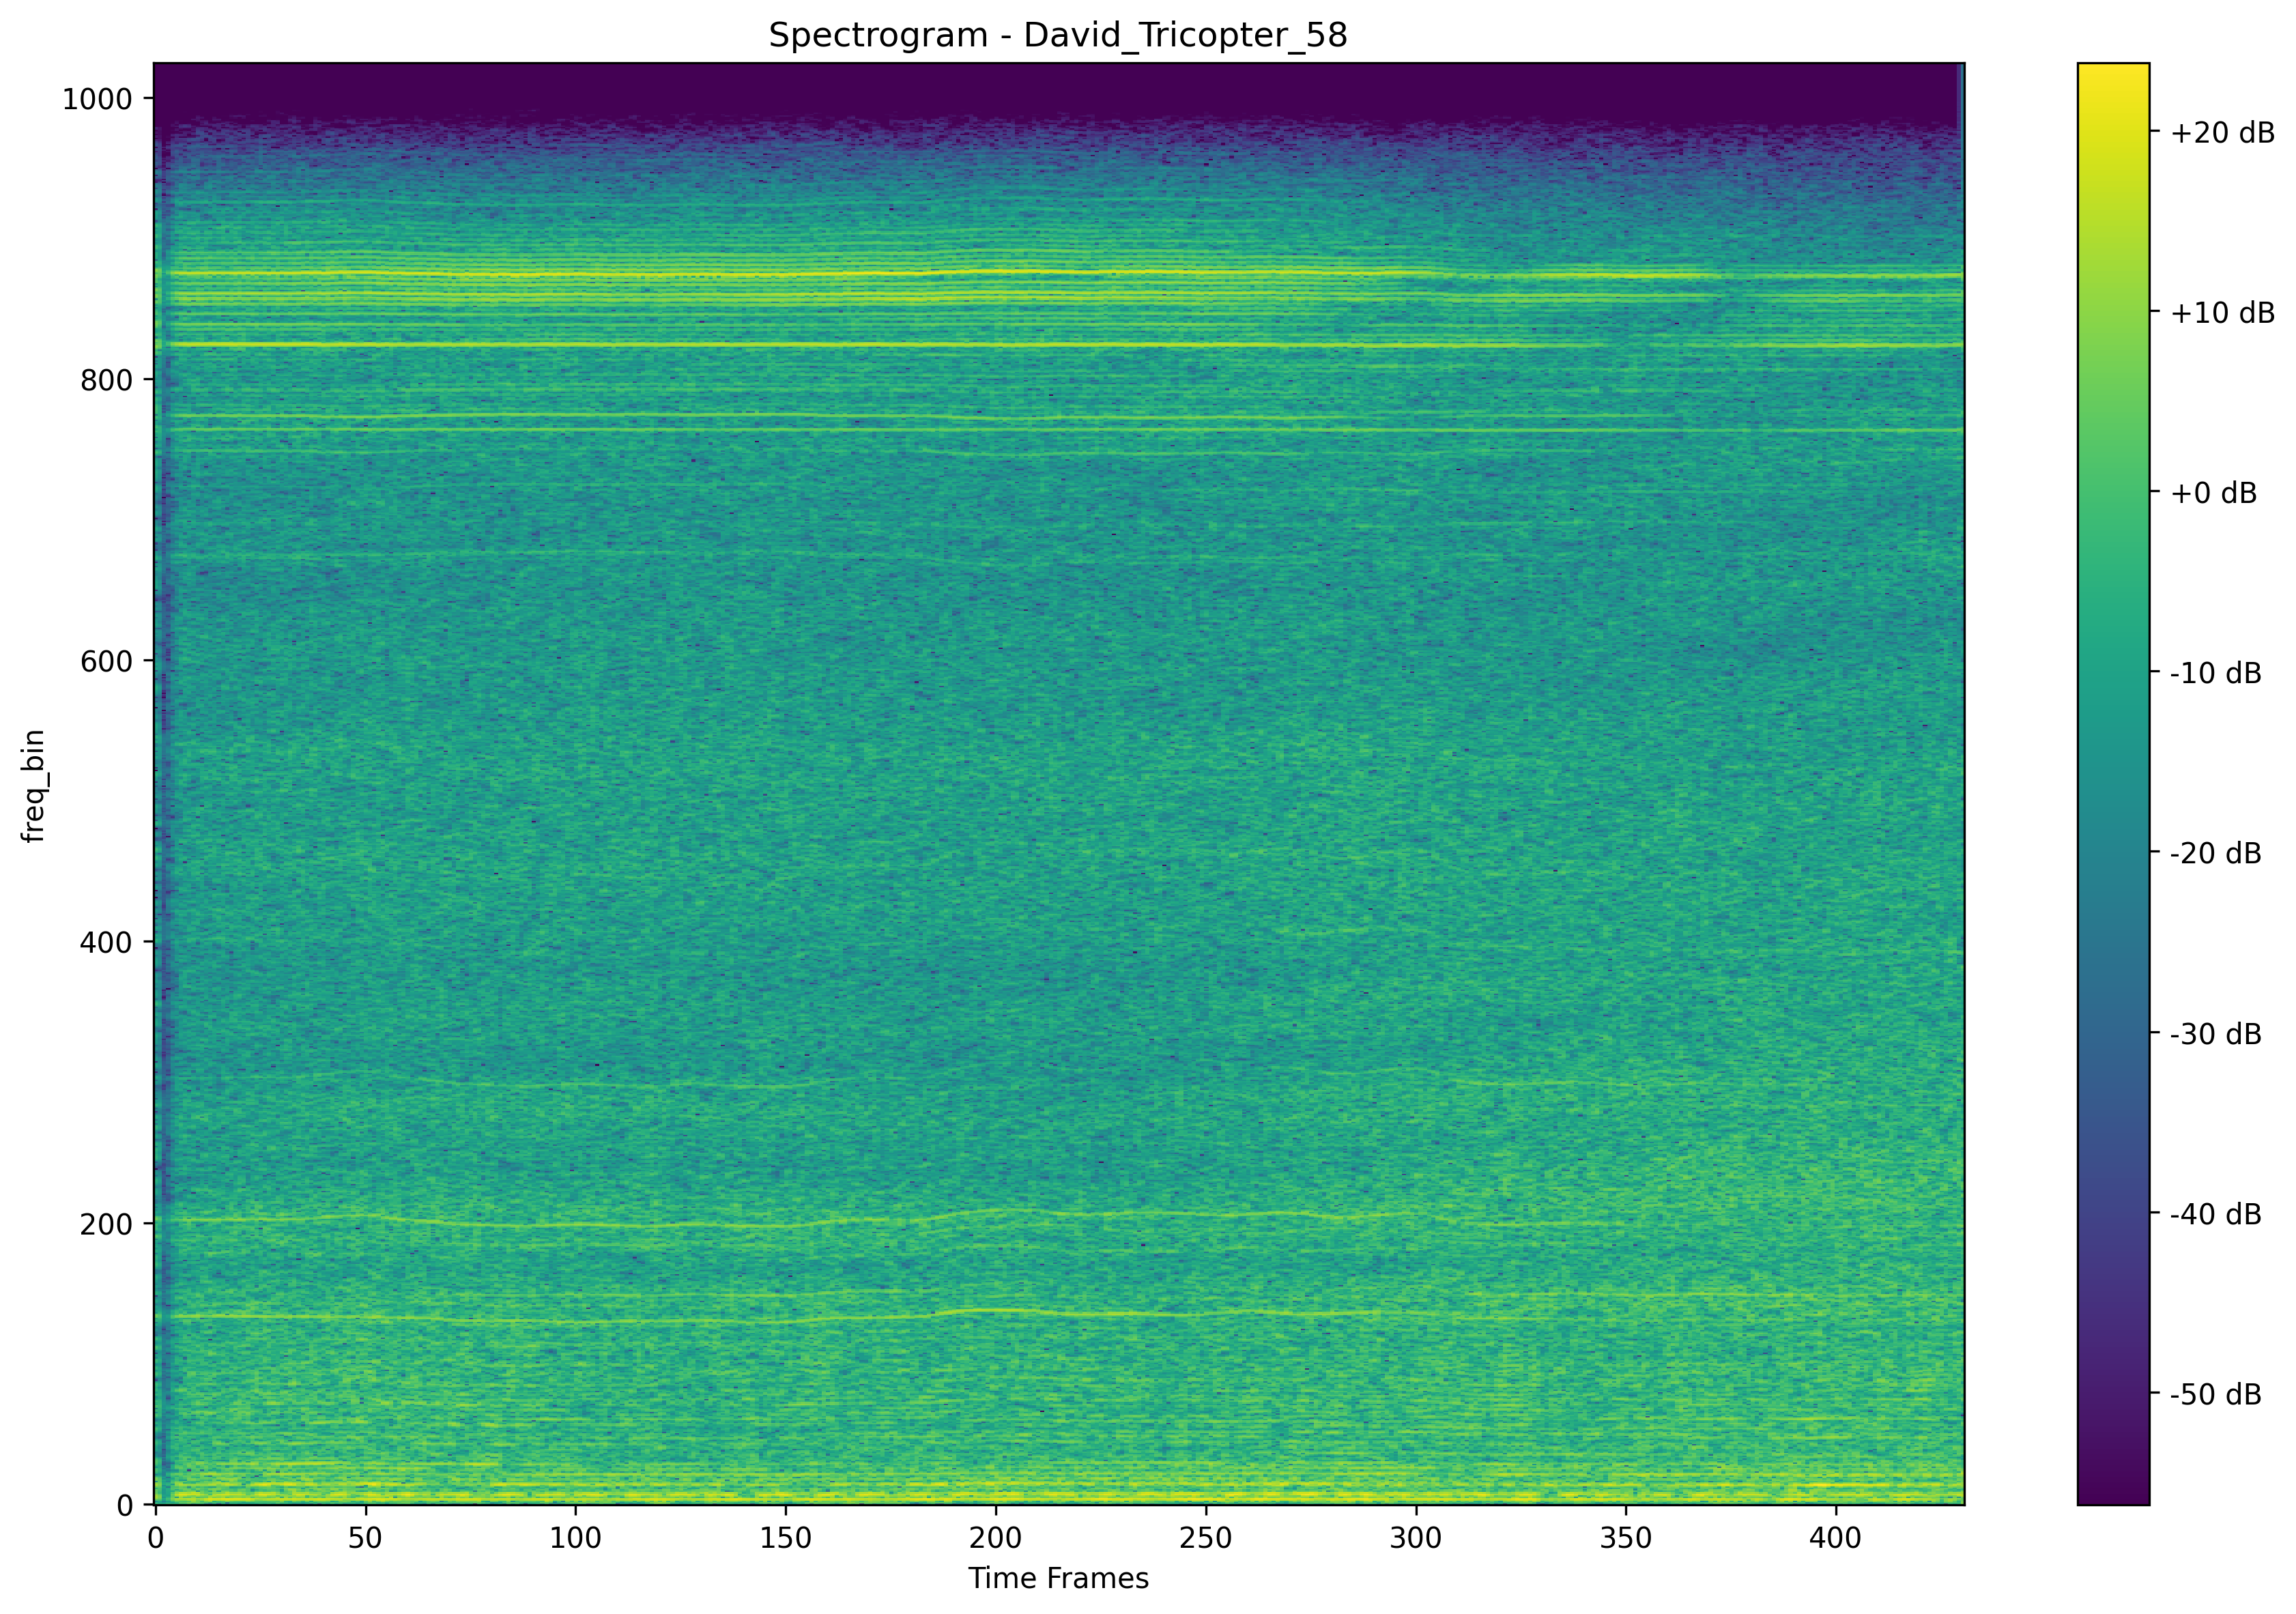 Spectrogram - David_Tricopter_58
1000
800
600
400
200
0
freq_bin
0 50 100 150 200 250 300 350 400
Time Frames
+20 dB
+10 dB
+0 dB
-10 dB
-20 dB
-30 dB
-40 dB
-50 dB